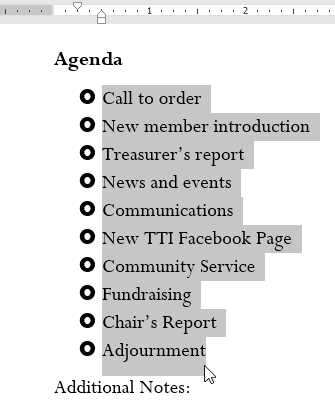 1 2
Agenda
Call to order
New member introduction
Treasurer’s report
News and events
Communications
New TTI Facebook Page
Community Service
Fundraising
Chair’s Report
Adjournment
Additional Notes: